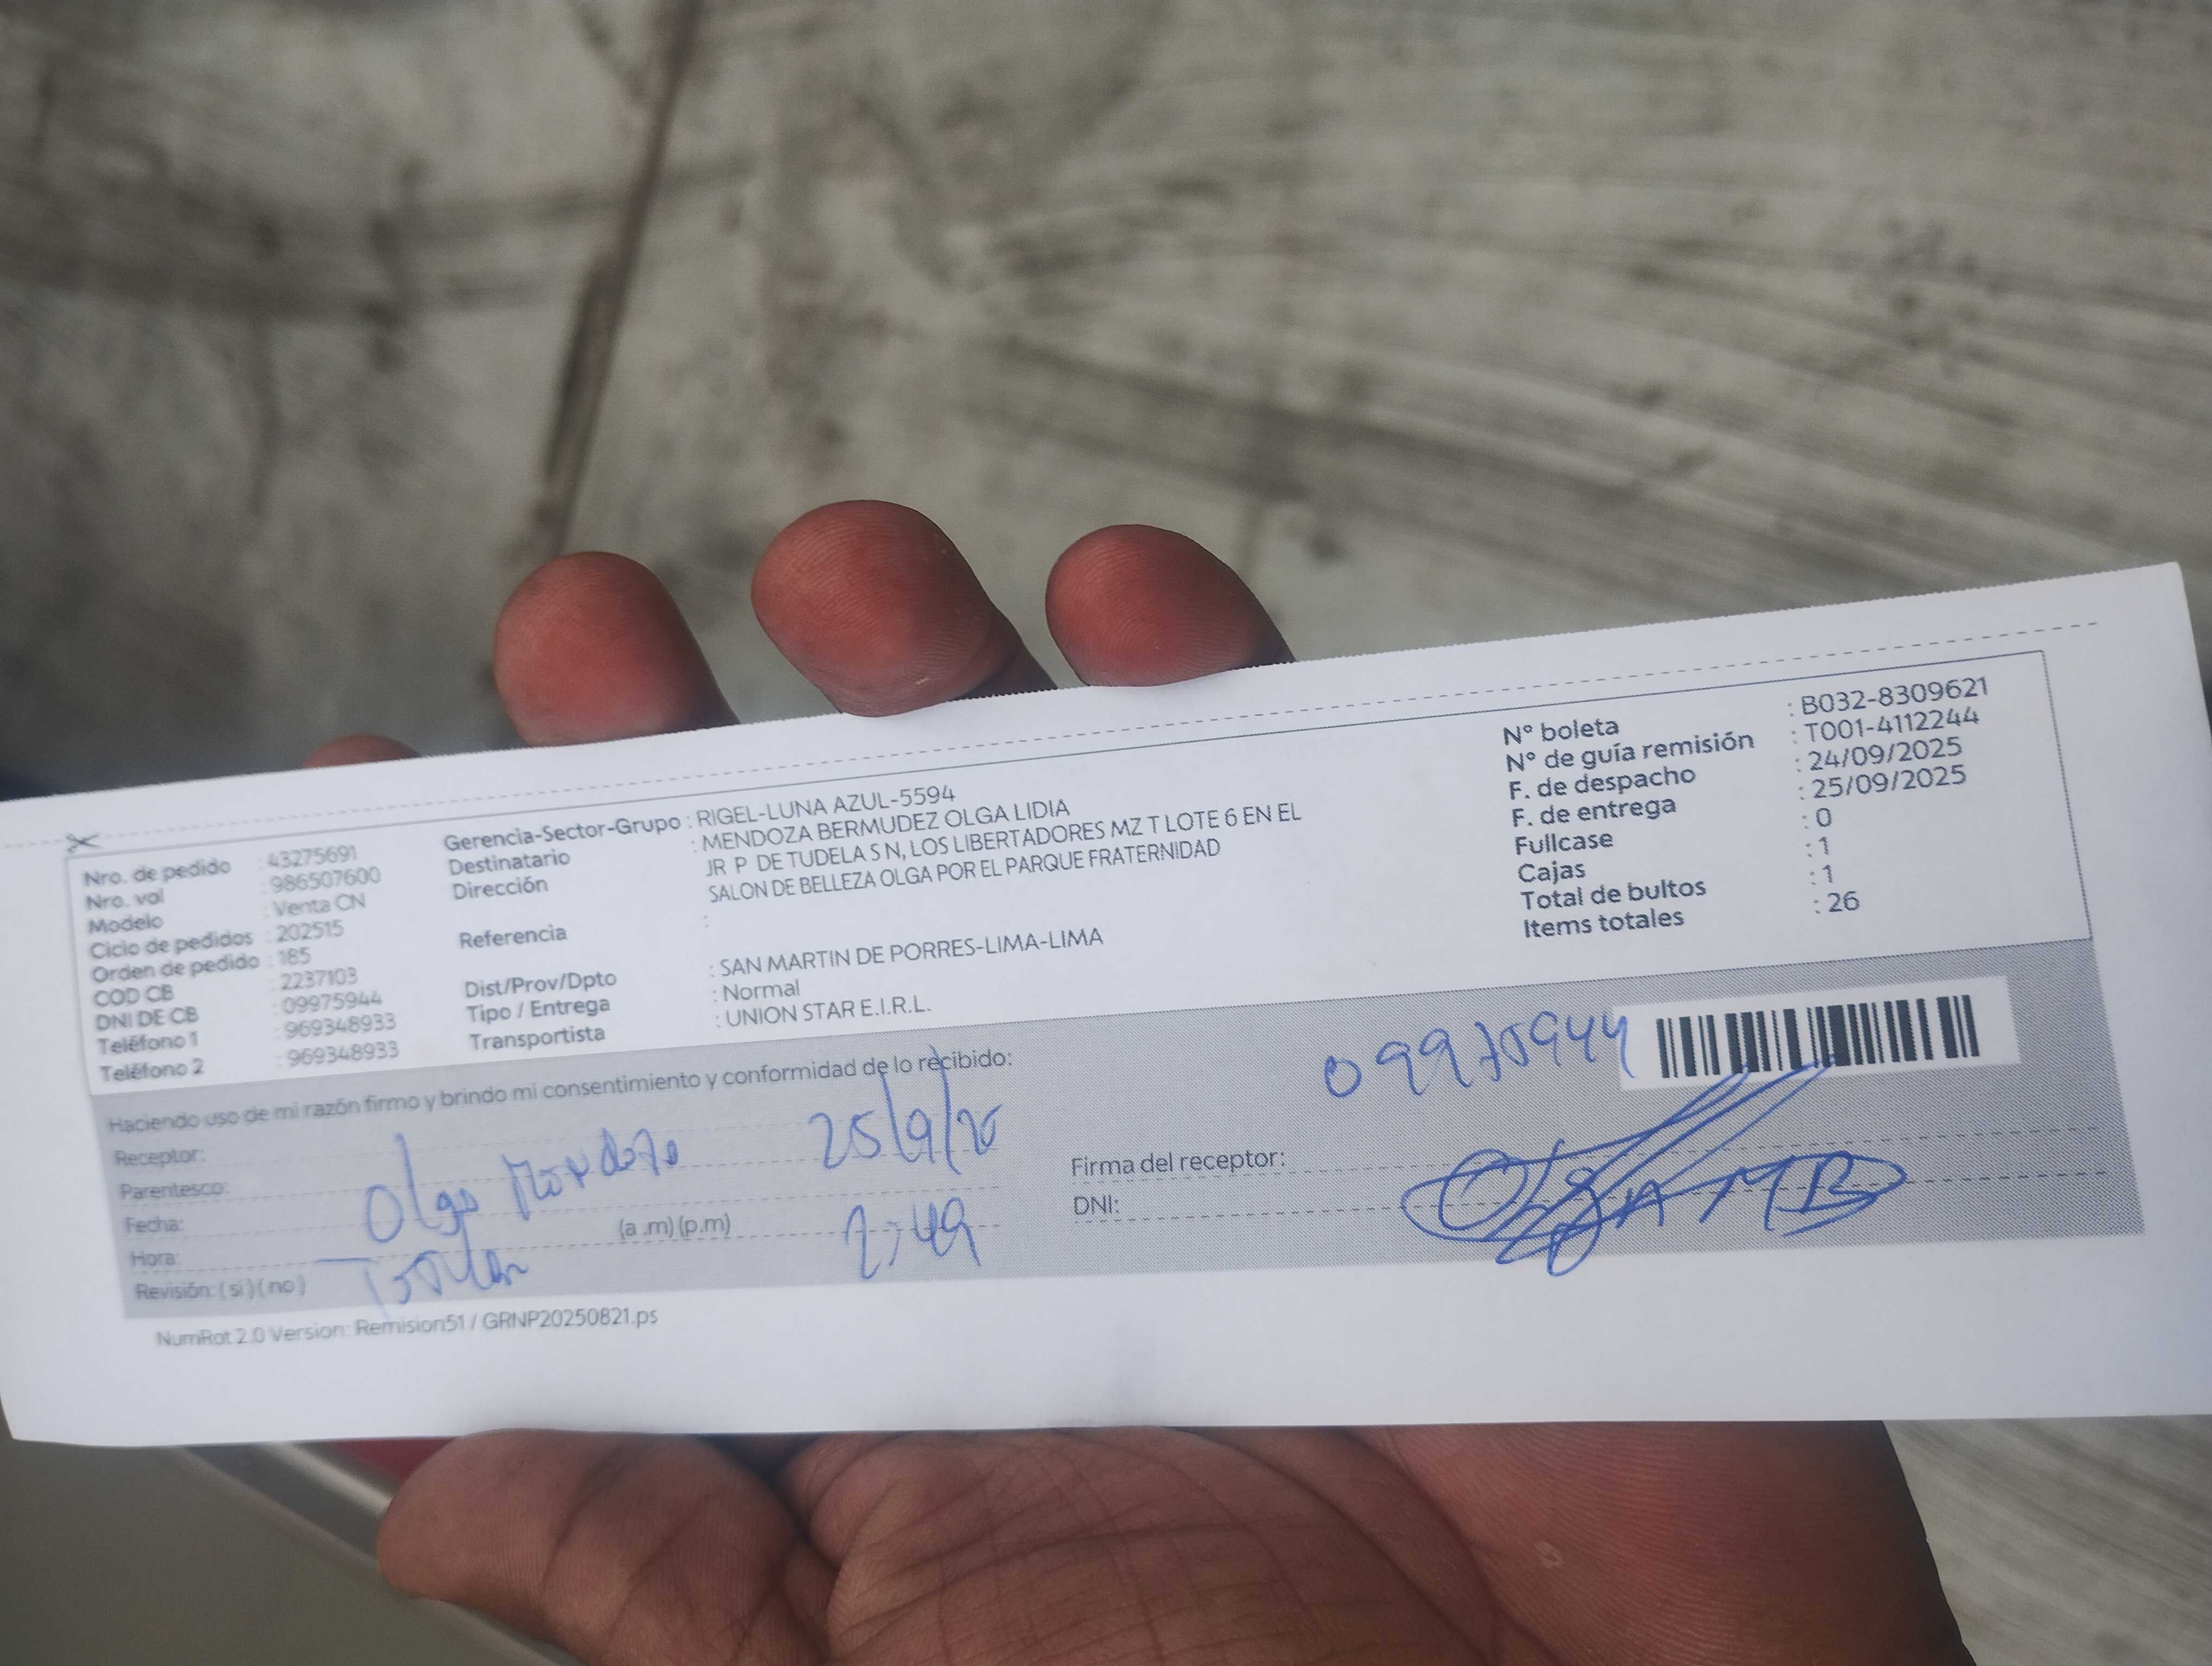 Nro. de pedido : 43275691
Nro. val : 986507600
Modelo : Venta CN
Ciclo de pedidos : 202515
Orden de pedido : 185
COD CB : 2237103
DNI DE CB : 09975944
Teléfono 1 : 969348933
Teléfono 2 : 969348933
Gerencia-Sector-Grupo : RIGEL-LUNA AZUL-5594
Destinatario : MENDOZA BERMUDEZ OLGA LIDIA
Dirección JR P DE TUDELA S N, LOS LIBERTADORES MZ T LOTE 6 EN EL
SALON DE BELLEZA OLGA POR EL PARQUE FRATERNIDAD
Referencia :
Dist/Prov/Dpto : SAN MARTIN DE PORRES-LIMA-LIMA
Tipo / Entrega : Normal
Transportista : UNION STAR E.I.R.L.
N° boleta : B032-8309621
N° de guía remisión : T001-4112244
F. de despacho : 24/09/2025
F. de entrega : 25/09/2025
Fullcase : 0
Cajas : 1
Total de bultos : 1
Items totales : 26
Haciendo uso de mi razón firmo y brindo mi consentimiento y conformidad de lo recibido:
09975944
Receptor:
Parentesco:
Fecha:
Hora: (a .m) (p.m)
Revisión: ( si ) ( no )
Olga Mendoza
25/9/25
Titular
2:49
Firma del receptor:
DNI:
OLGA MB
NumRot 2.0 Version: Remision51 / GRNP20250821.ps